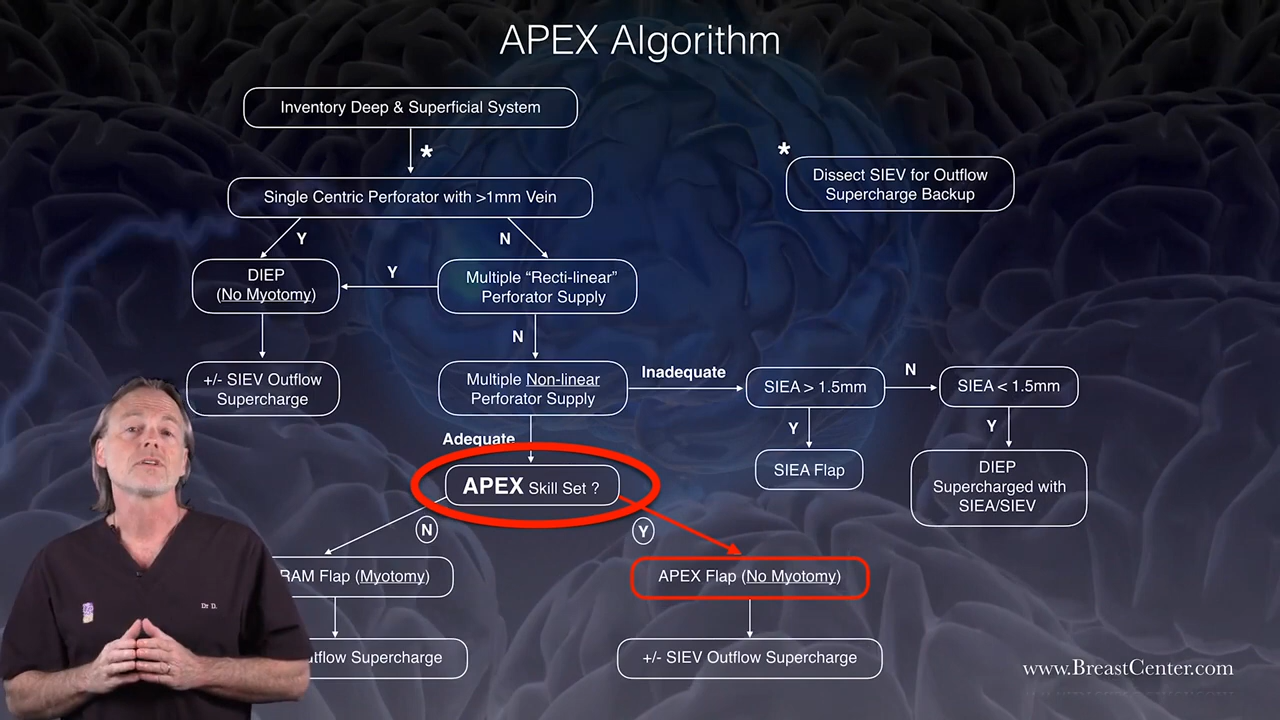 APEX Algorithm
Inventory Deep & Superficial System
*
*
Dissect SIEV for Outflow
Supercharge Backup
Single Centric Perforator with >1mm Vein
Y
N
DIEP
(No Myotomy)
Y
Multiple “Recti-linear”
Perforator Supply
N
+/- SIEV Outflow
Supercharge
Multiple Non-linear
Perforator Supply
Inadequate
SIEA > 1.5mm
N
SIEA < 1.5mm
Adequate
Y
Y
SIEA Flap
DIEP
Supercharged with
SIEA/SIEV
APEX Skill Set ?
N
Y
RAM Flap (Myotomy)
APEX Flap (No Myotomy)
Dr D.
Supercharge
+/- SIEV Outflow Supercharge
www.BreastCenter.com